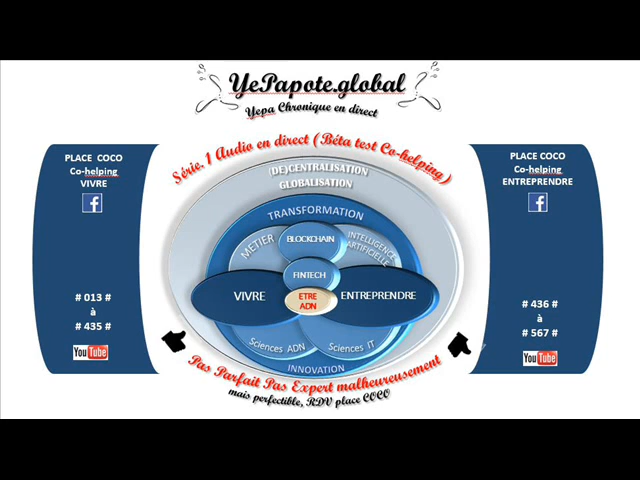 YePapote.global
Yepa Chronique en direct
Série, 1 Audio en direct (Béta test Co-helping)
PLACE COCO
Co-helping
VIVRE
# 013 #
à
# 435 #
YouTube
(DE)CENTRALISATION
GLOBALISATION
TRANSFORMATION
METIER
BLOCKCHAIN
INTELLIGENCE
ARTIFICIELLE
FINTECH
VIVRE
ETRE
ADN
ENTREPRENDRE
Sciences ADN
Sciences IT
INNOVATION
PLACE COCO
Co-helping
ENTREPRENDRE
# 436 #
à
# 567 #
YouTube
Pas Parfait Pas Expert malheureusement
mais perfectible, RDV place COCO